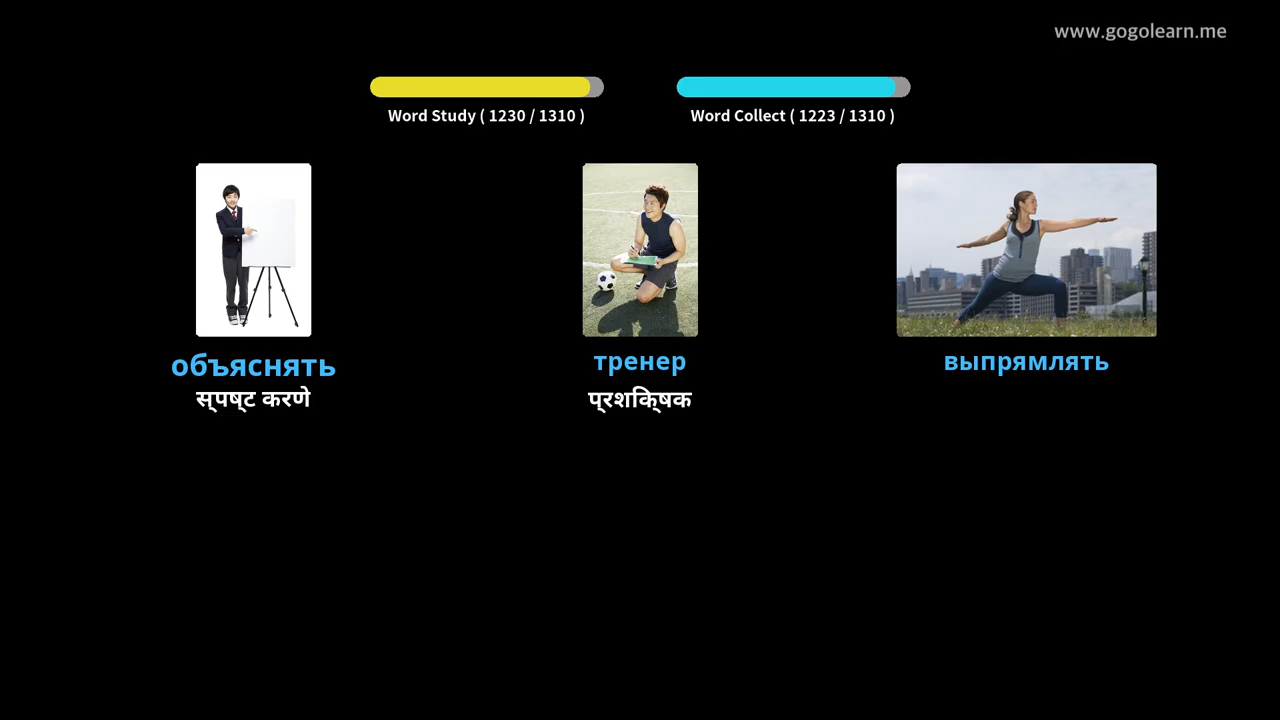 www.gogolearn.me
Word Study ( 1230 / 1310 )
Word Collect ( 1223 / 1310 )
объяснять
स्पष्ट करणे
тренер
प्रशिक्षक
выпрямлять